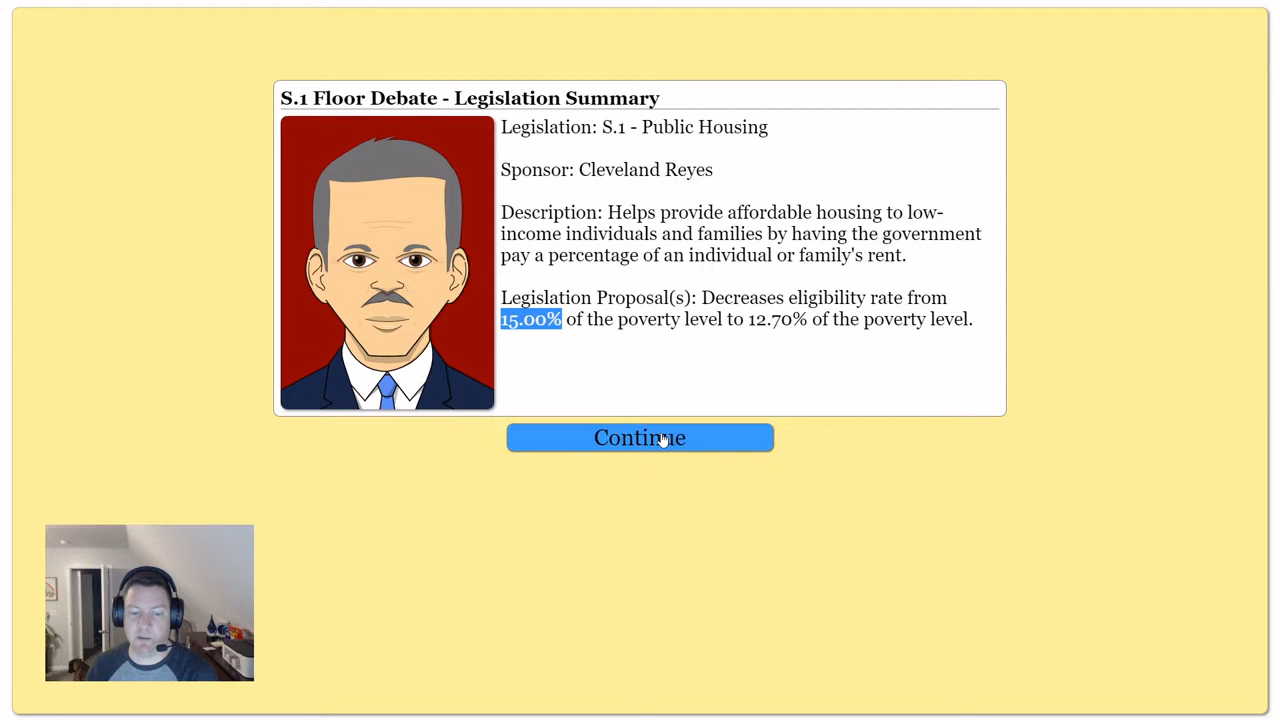 S.1 Floor Debate - Legislation Summary
Legislation: S.1 - Public Housing
Sponsor: Cleveland Reyes
Description: Helps provide affordable housing to low-
income individuals and families by having the government
pay a percentage of an individual or family's rent.
Legislation Proposal(s): Decreases eligibility rate from
15.00% of the poverty level to 12.70% of the poverty level.
Continue